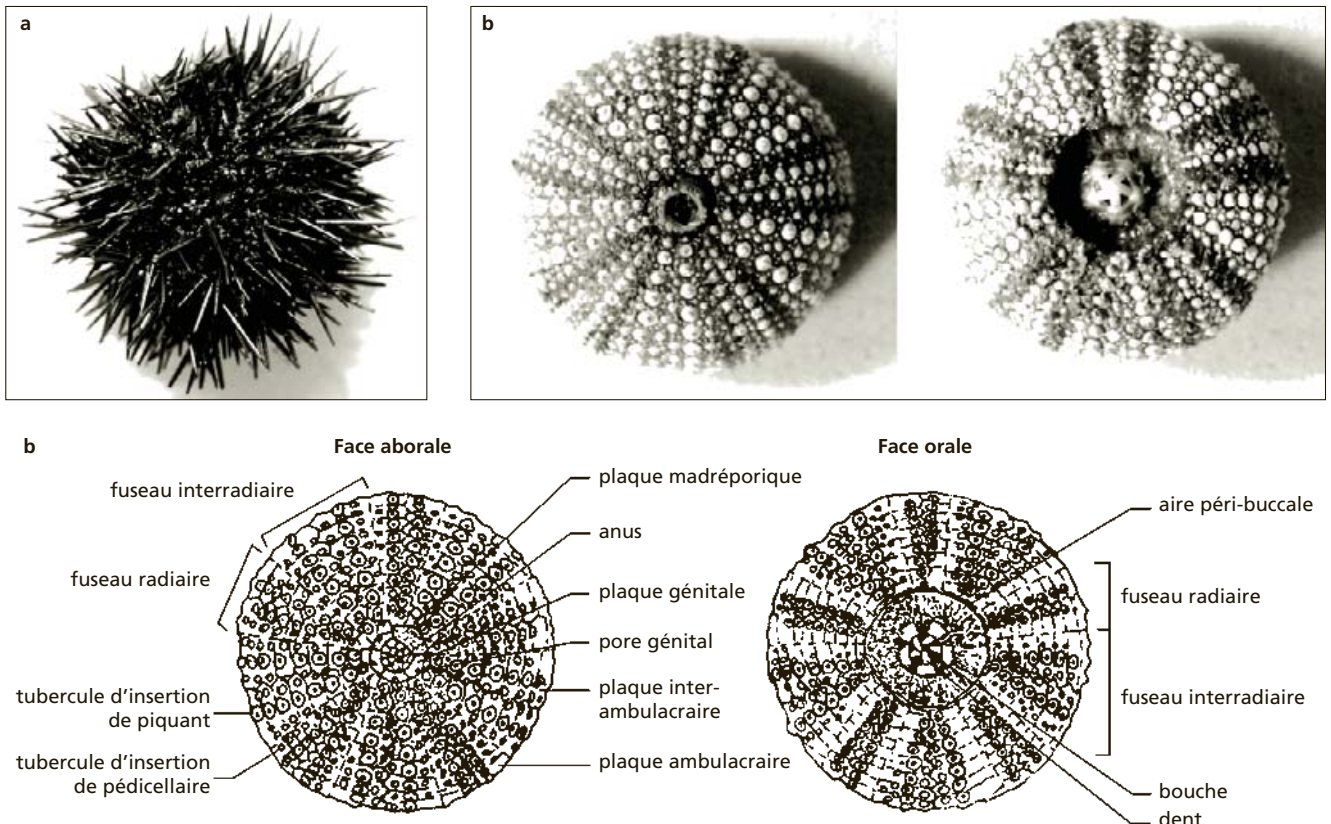 a
b
b
Face aborale
fuseau interradiaire
fuseau radiaire
tubercule d'insertion
de piquant
tubercule d'insertion
de pédicellaire
plaque madréporique
anus
plaque génitale
pore génital
plaque inter-
ambulacraire
plaque ambulacraire
Face orale
aire péri-buccale
fuseau radiaire
fuseau interradiaire
bouche
dent